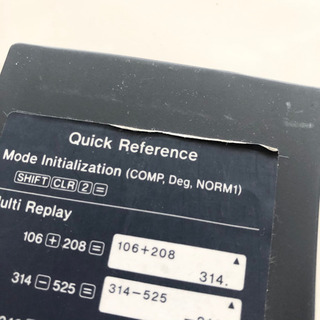 Quick Reference
Mode Initialization (COMP, Deg, NORM1)
SHIFT CLR 2 =
Replay
106 + 208 = 106+208
314.
314 - 525 = 314-525